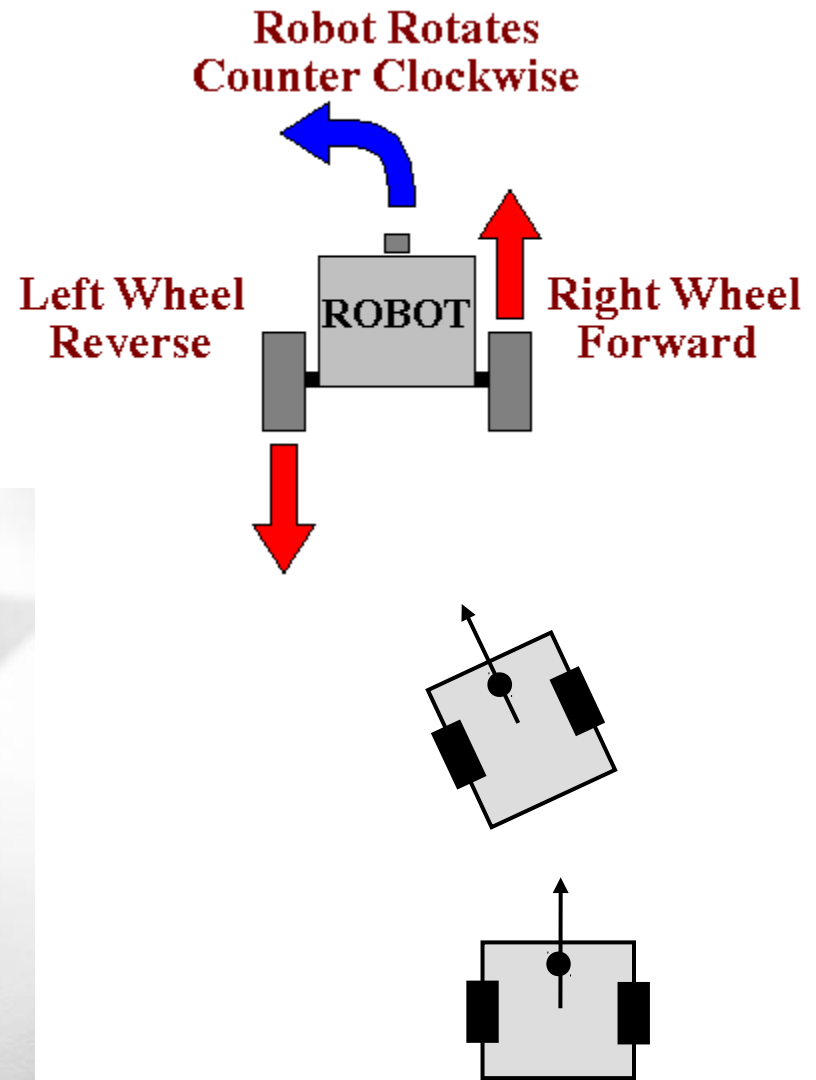 Robot Rotates
Counter Clockwise
Left Wheel
Reverse
ROBOT
Right Wheel
Forward